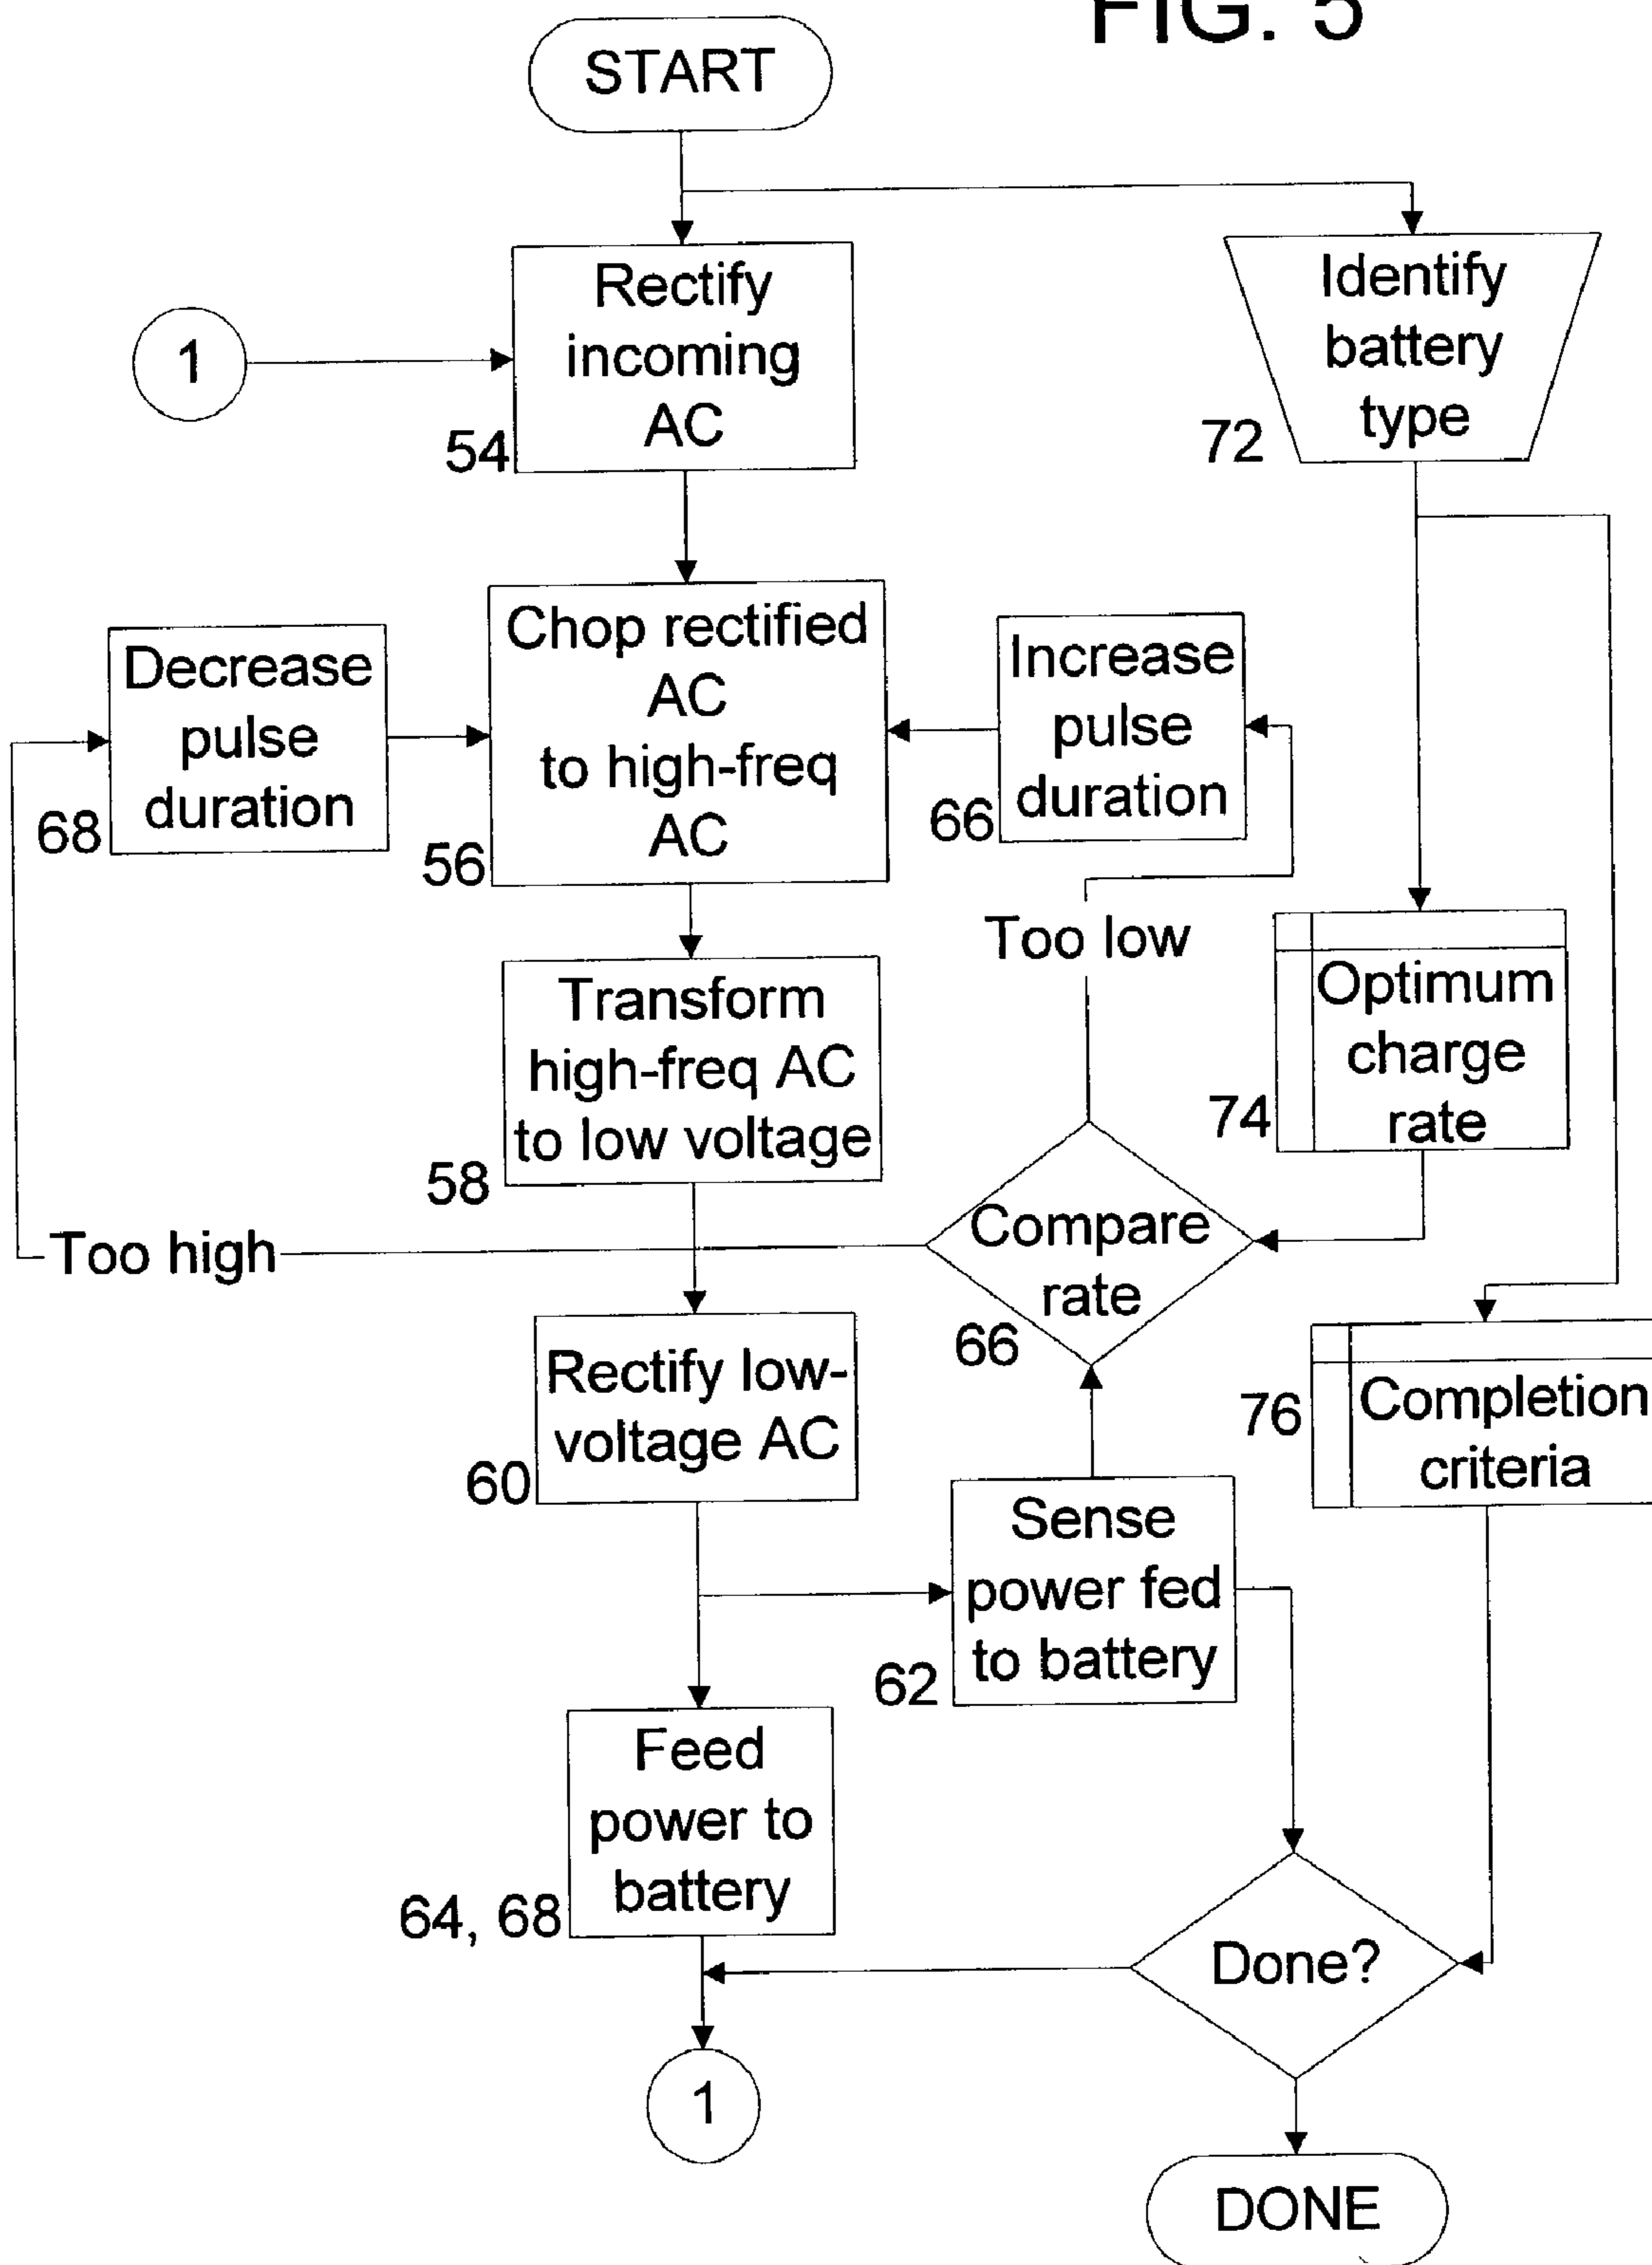 FIG. 5
START
Rectify
incoming
AC
54
1
Identify
battery
type
72
Decrease
pulse
duration
68
Chop rectified
AC
to high-freq
AC
56
Increase
pulse
duration
66
Too low
Transform
high-freq AC
to low voltage
58
Optimum
charge
rate
74
Too high
Compare
rate
66
Rectify low-
voltage AC
60
Completion
criteria
76
Sense
power fed
to battery
62
Feed
power to
battery
64, 68
Done?
1
DONE